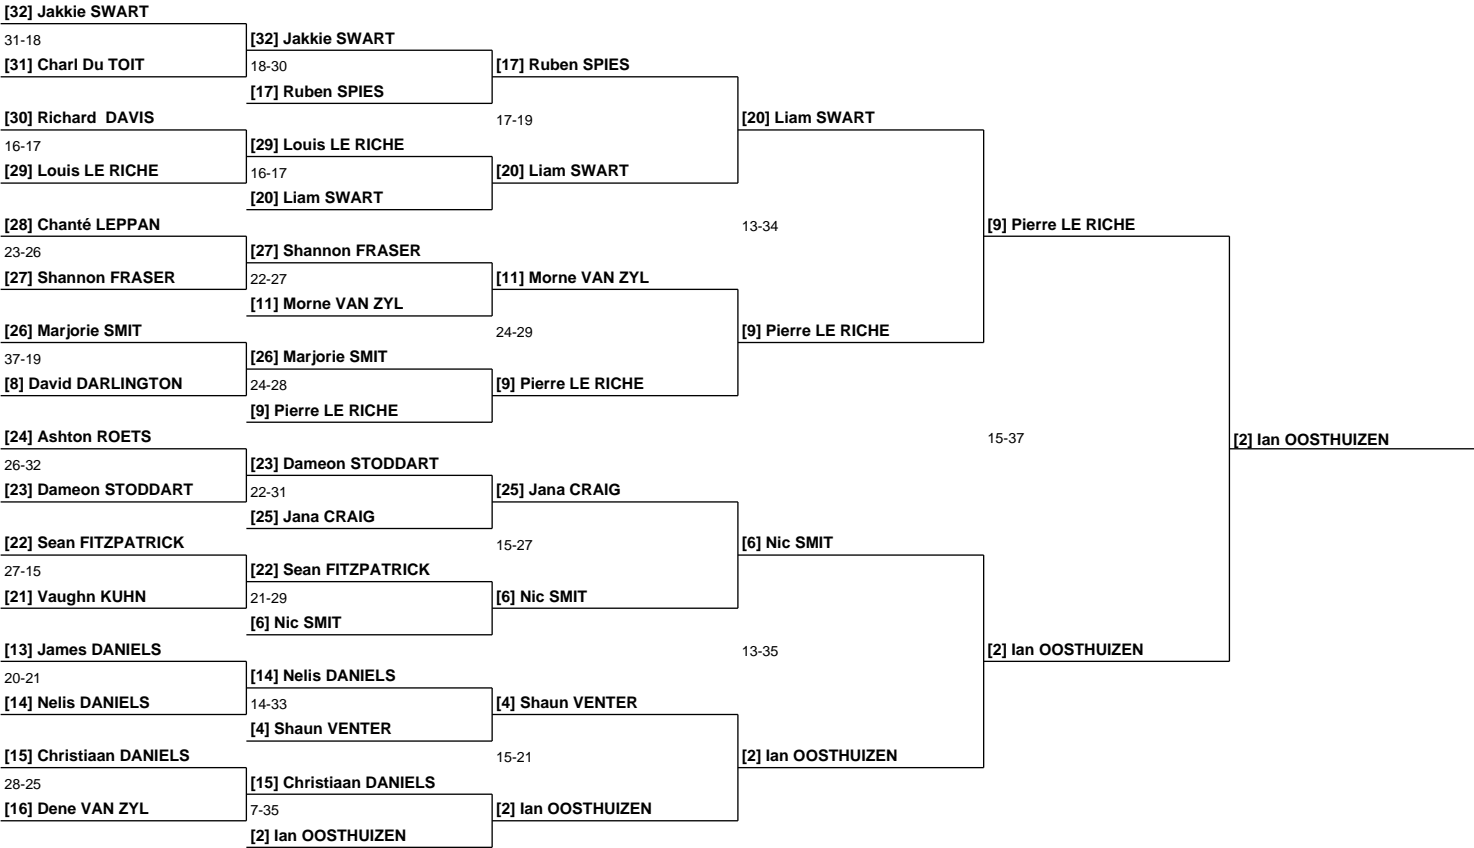 [32] Jakkie SWART
31-18
[32] Jakkie SWART
[31] Charl Du TOIT
18-30
[17] Ruben SPIES
[17] Ruben SPIES
[30] Richard  DAVIS
17-19
[20] Liam SWART
16-17
[29] Louis LE RICHE
[29] Louis LE RICHE
16-17
[20] Liam SWART
[20] Liam SWART
[28] Chanté LEPPAN
13-34
[9] Pierre LE RICHE
23-26
[27] Shannon FRASER
[27] Shannon FRASER
22-27
[11] Morne VAN ZYL
[11] Morne VAN ZYL
[26] Marjorie SMIT
24-29
[9] Pierre LE RICHE
37-19
[26] Marjorie SMIT
[8] David DARLINGTON
24-28
[9] Pierre LE RICHE
[9] Pierre LE RICHE
[24] Ashton ROETS
15-37
[2] Ian OOSTHUIZEN
26-32
[23] Dameon STODDART
[23] Dameon STODDART
22-31
[25] Jana CRAIG
[25] Jana CRAIG
[22] Sean FITZPATRICK
15-27
[6] Nic SMIT
27-15
[22] Sean FITZPATRICK
[21] Vaughn KUHN
21-29
[6] Nic SMIT
[6] Nic SMIT
[13] James DANIELS
13-35
[2] Ian OOSTHUIZEN
20-21
[14] Nelis DANIELS
[14] Nelis DANIELS
14-33
[4] Shaun VENTER
[4] Shaun VENTER
[15] Christiaan DANIELS
15-21
[2] Ian OOSTHUIZEN
28-25
[15] Christiaan DANIELS
[16] Dene VAN ZYL
7-35
[2] Ian OOSTHUIZEN
[2] Ian OOSTHUIZEN